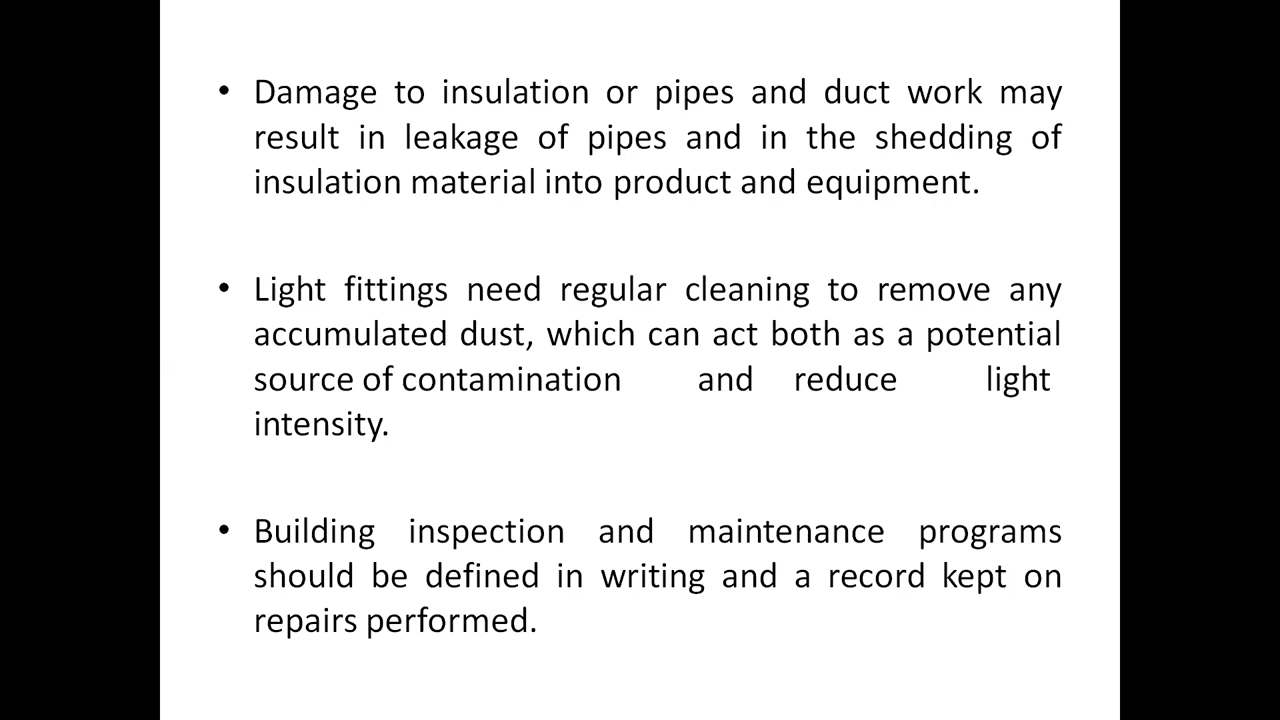 • Damage to insulation or pipes and duct work may
result in leakage of pipes and in the shedding of
insulation material into product and equipment.
• Light fittings need regular cleaning to remove any
accumulated dust, which can act both as a potential
source of contamination and reduce light
intensity.
• Building inspection and maintenance programs
should be defined in writing and a record kept on
repairs performed.